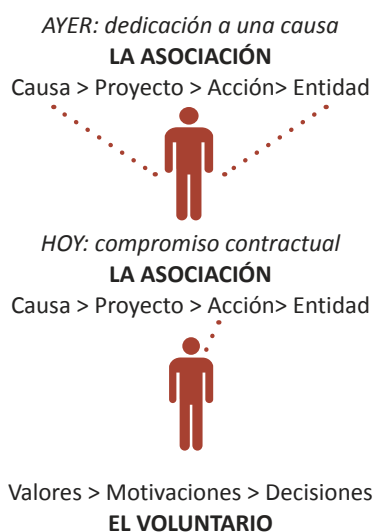 AYER: dedicación a una causa
LA ASOCIACIÓN
Causa > Proyecto > Acción> Entidad
HOY: compromiso contractual
LA ASOCIACIÓN
Causa > Proyecto > Acción> Entidad
Valores > Motivaciones > Decisiones
EL VOLUNTARIO